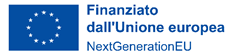 Finanziato
dall'Unione europea
NextGenerationEU